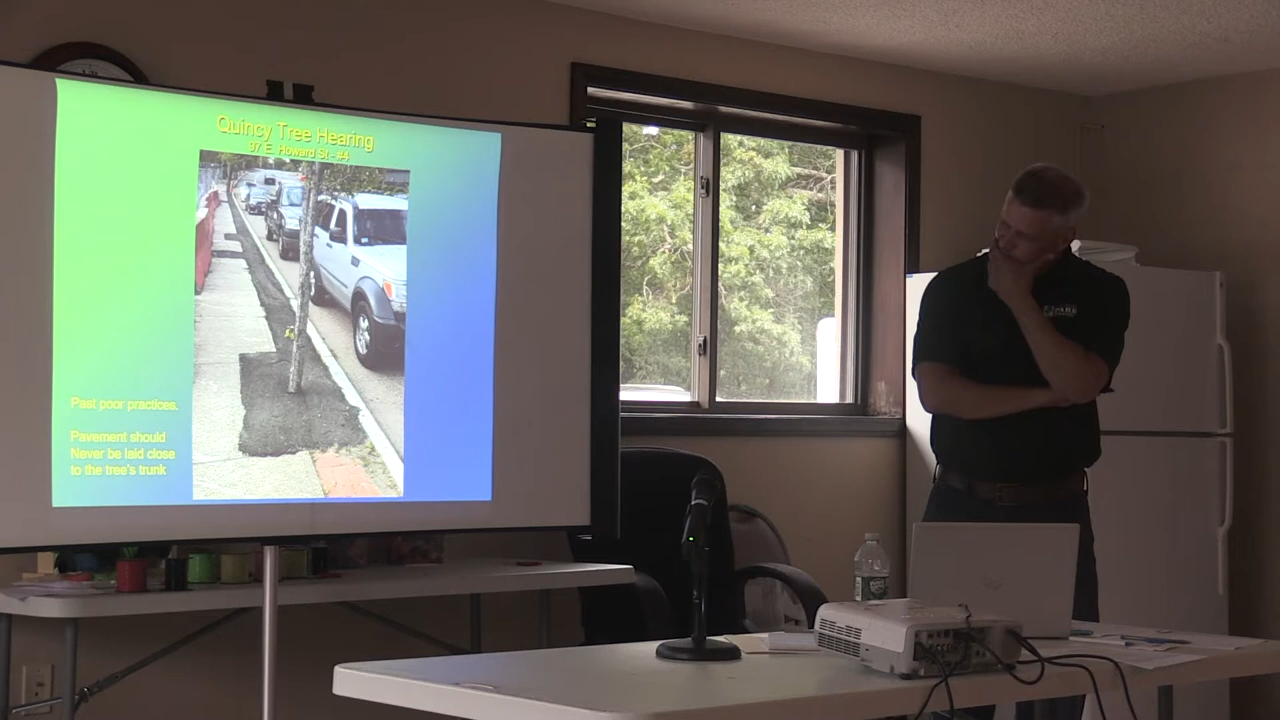 Quincy Tree Hearing
97 E. Howard St - #4
Past poor practices.
Pavement should
Never be laid close
to the tree's trunk
PARK